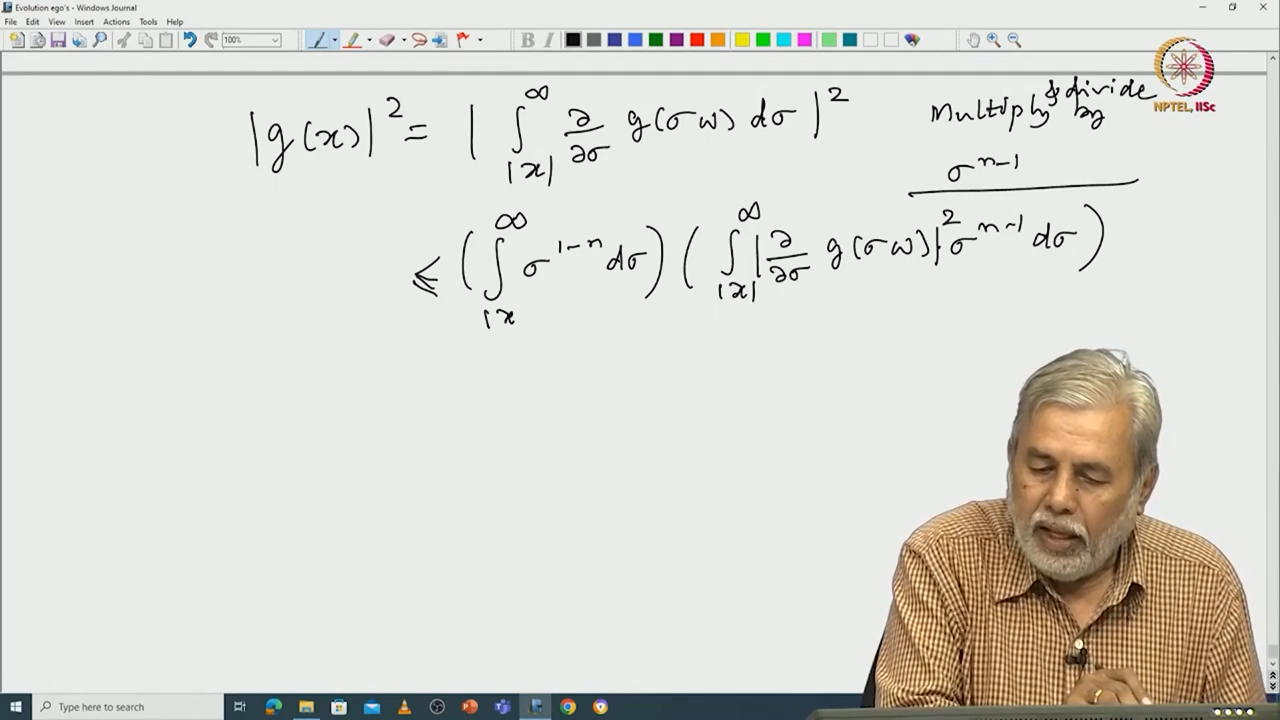 Evolution ego's - Windows Journal
File Edit View Insert Actions Tools Help
100%
B I
NPTEL, IISc
Multiply & divide by
σ^{n-1}
|g(x)|^2 = | ∫_{|x|}^∞ ∂/∂σ g(σω) dσ |^2
≤ ( ∫_{|x}^∞ σ^{1-n} dσ ) ( ∫_{|x|}^∞ | ∂/∂σ g(σω) |^2 · σ^{n-1} dσ )
Type here to search